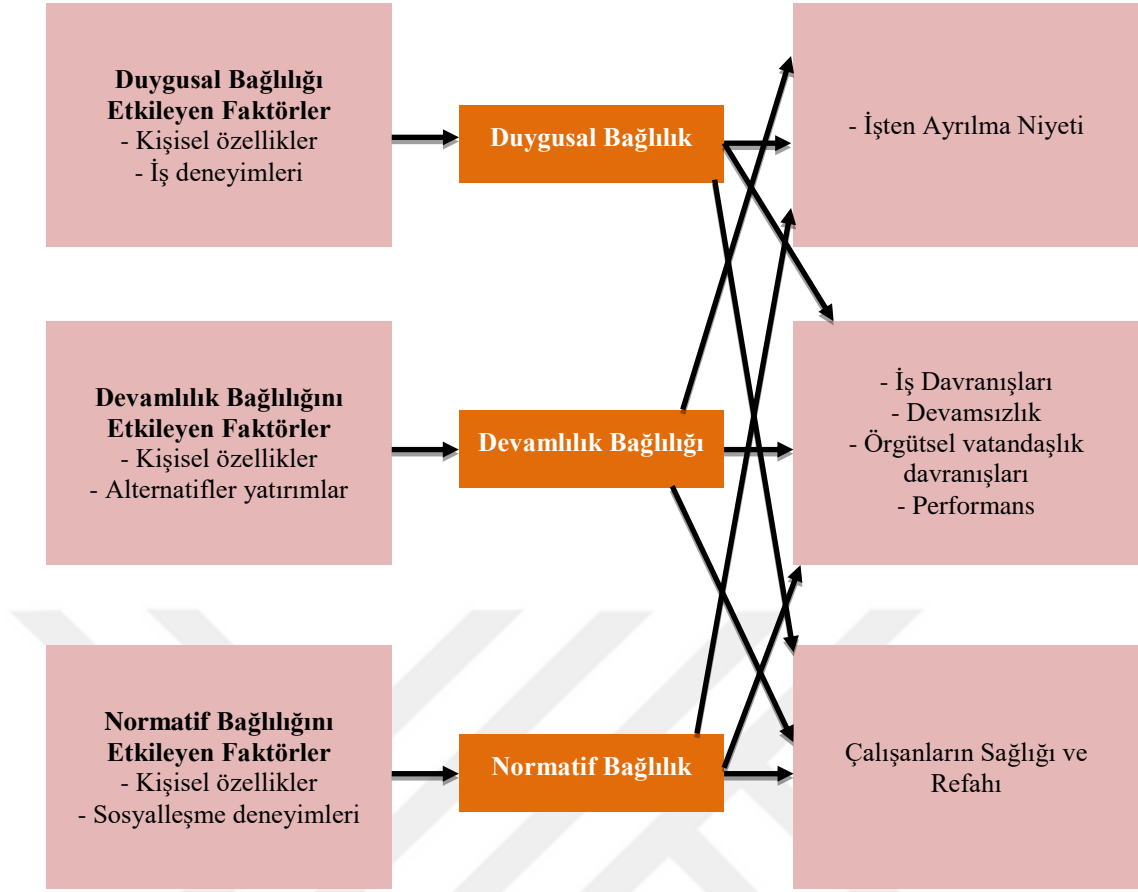 Duygusal Bağlılığı
Etkileyen Faktörler
- Kişisel özellikler
- İş deneyimleri
Duygusal Bağlılık
- İşten Ayrılma Niyeti
Devamlılık Bağlılığını
Etkileyen Faktörler
- Kişisel özellikler
- Alternatifler yatırımlar
Devamlılık Bağlılığı
- İş Davranışları
- Devamsızlık
- Örgütsel vatandaşlık
davranışları
- Performans
Normatif Bağlılığını
Etkileyen Faktörler
- Kişisel özellikler
- Sosyalleşme deneyimleri
Normatif Bağlılık
Çalışanların Sağlığı ve
Refahı